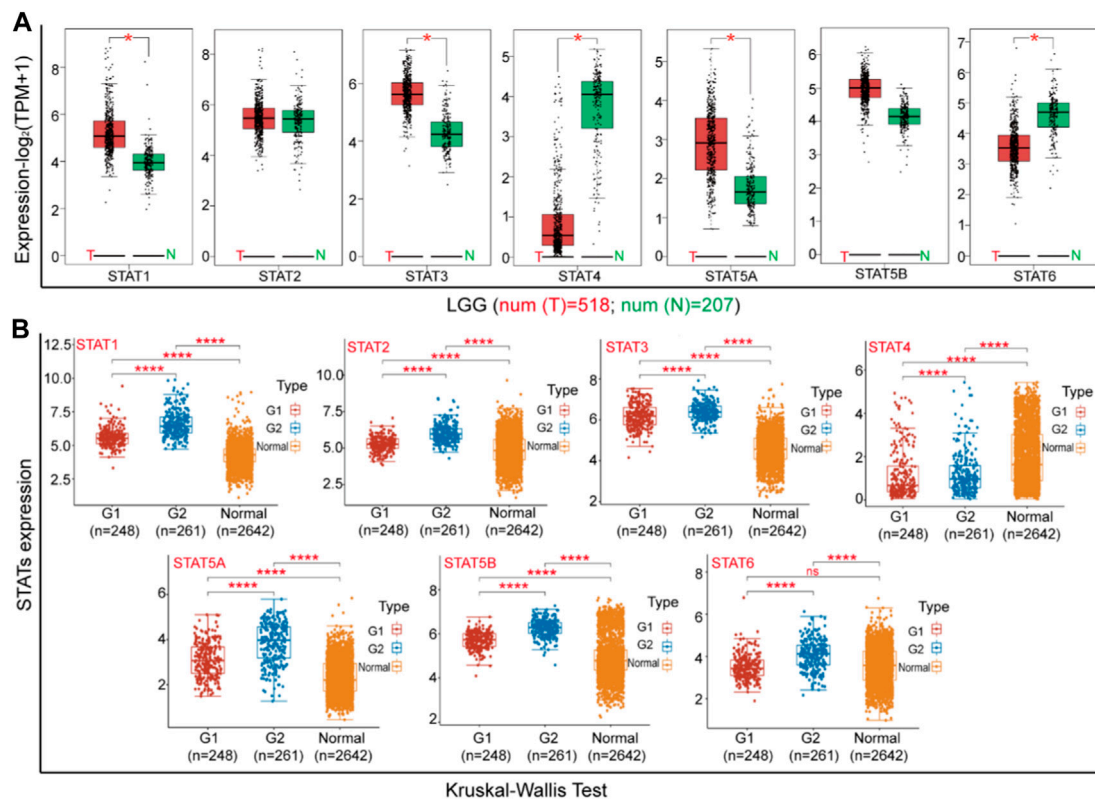 A
Expression-log₂(TPM+1)
8
6
4
2
0
*
T
N
STAT1
8
6
4
2
0
STAT2
6
4
2
0
*
T
N
STAT3
5
4
3
2
1
0
*
T
N
STAT4
5
4
3
2
1
0
*
T
N
STAT5A
6
5
4
3
2
1
0
T
N
STAT5B
7
6
5
4
3
2
1
0
*
T
N
STAT6
LGG (num (T)=518; num (N)=207)
B
STATs expression
STAT1
12.5
10.0
7.5
5.0
2.5
****
****
****
Type
G1
G2
Normal
G1 G2 Normal
(n=248) (n=261) (n=2642)
STAT2
10.0
7.5
5.0
2.5
****
****
****
Type
G1
G2
Normal
G1 G2 Normal
(n=248) (n=261) (n=2642)
STAT3
8
6
4
2
****
****
****
Type
G1
G2
Normal
G1 G2 Normal
(n=248) (n=261) (n=2642)
STAT4
6
4
2
0
****
****
****
Type
G1
G2
Normal
G1 G2 Normal
(n=248) (n=261) (n=2642)
STAT5A
6
4
2
****
****
****
Type
G1
G2
Normal
G1 G2 Normal
(n=248) (n=261) (n=2642)
STAT5B
8
6
4
2
****
****
****
Type
G1
G2
Normal
G1 G2 Normal
(n=248) (n=261) (n=2642)
STAT6
8
6
4
2
****
ns
****
Type
G1
G2
Normal
G1 G2 Normal
(n=248) (n=261) (n=2642)
Kruskal-Wallis Test